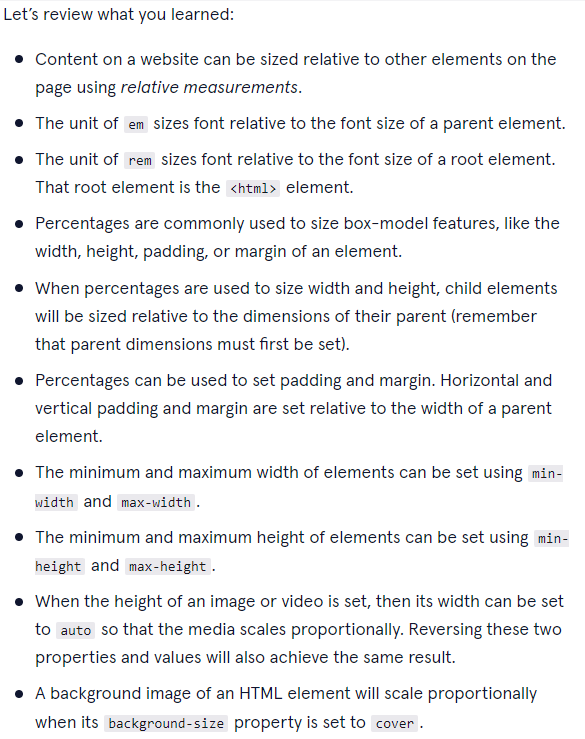 Let's review what you learned:
• Content on a website can be sized relative to other elements on the
page using relative measurements.
• The unit of em sizes font relative to the font size of a parent element.
• The unit of rem sizes font relative to the font size of a root element.
That root element is the <html> element.
• Percentages are commonly used to size box-model features, like the
width, height, padding, or margin of an element.
• When percentages are used to size width and height, child elements
will be sized relative to the dimensions of their parent (remember
that parent dimensions must first be set).
• Percentages can be used to set padding and margin. Horizontal and
vertical padding and margin are set relative to the width of a parent
element.
• The minimum and maximum width of elements can be set using min-
width and max-width.
• The minimum and maximum height of elements can be set using min-
height and max-height.
• When the height of an image or video is set, then its width can be set
to auto so that the media scales proportionally. Reversing these two
properties and values will also achieve the same result.
• A background image of an HTML element will scale proportionally
when its background-size property is set to cover.